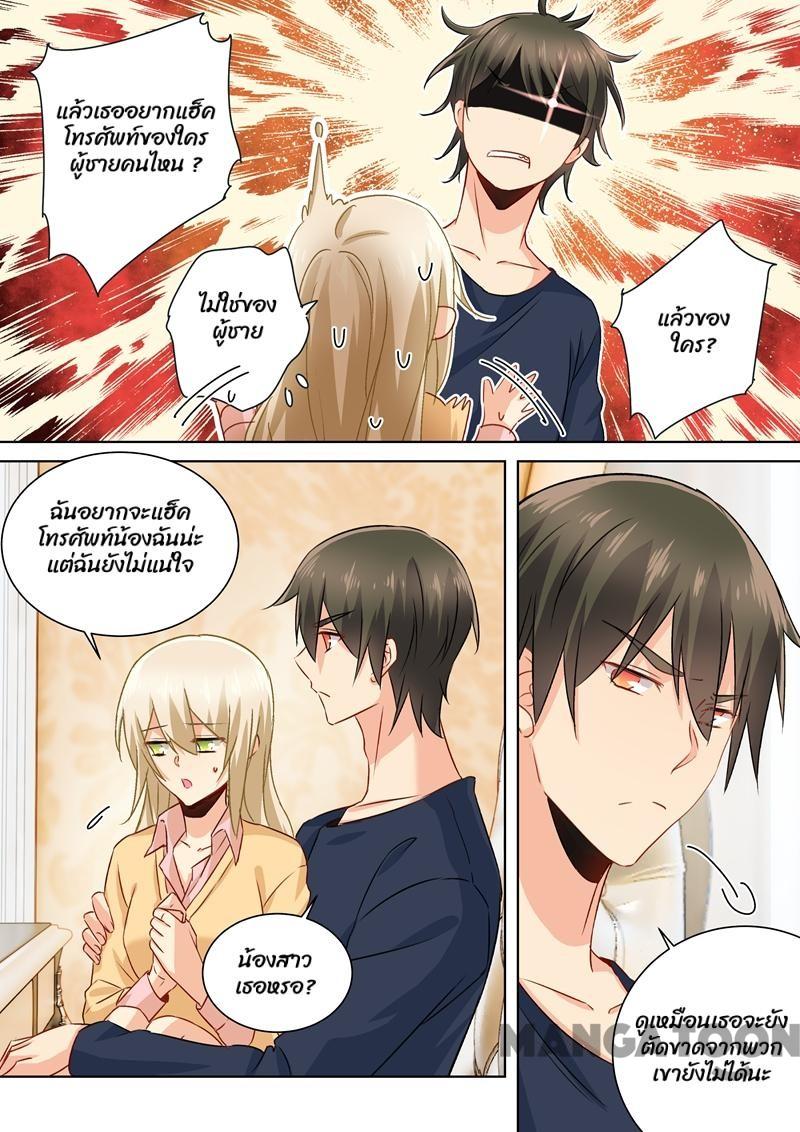 แล้วเธออยากแฮ็ค
โทรศัพท์ของใคร
ผู้ชายคนไหน ?
ไม่ใช่ของ
ผู้ชาย
แล้วของ
ใคร?
ฉันอยากจะแฮ็ค
โทรศัพท์น้องฉันน่ะ
แต่ฉันยังไม่แน่ใจ
น้องสาว
เธอหรอ?
ดูเหมือนเธอจะยัง
ตัดขาดจากพวก
เขายังไม่ได้นะ
MANGATOON